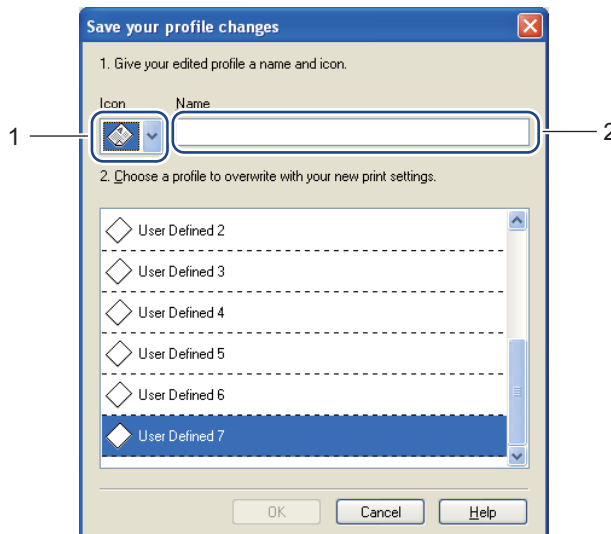 Save your profile changes
1. Give your edited profile a name and icon.
Icon Name
1
2
2. Choose a profile to overwrite with your new print settings.
User Defined 2
User Defined 3
User Defined 4
User Defined 5
User Defined 6
User Defined 7
OK Cancel Help